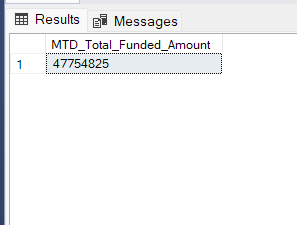 Results Messages
MTD_Total_Funded_Amount
1 47754825